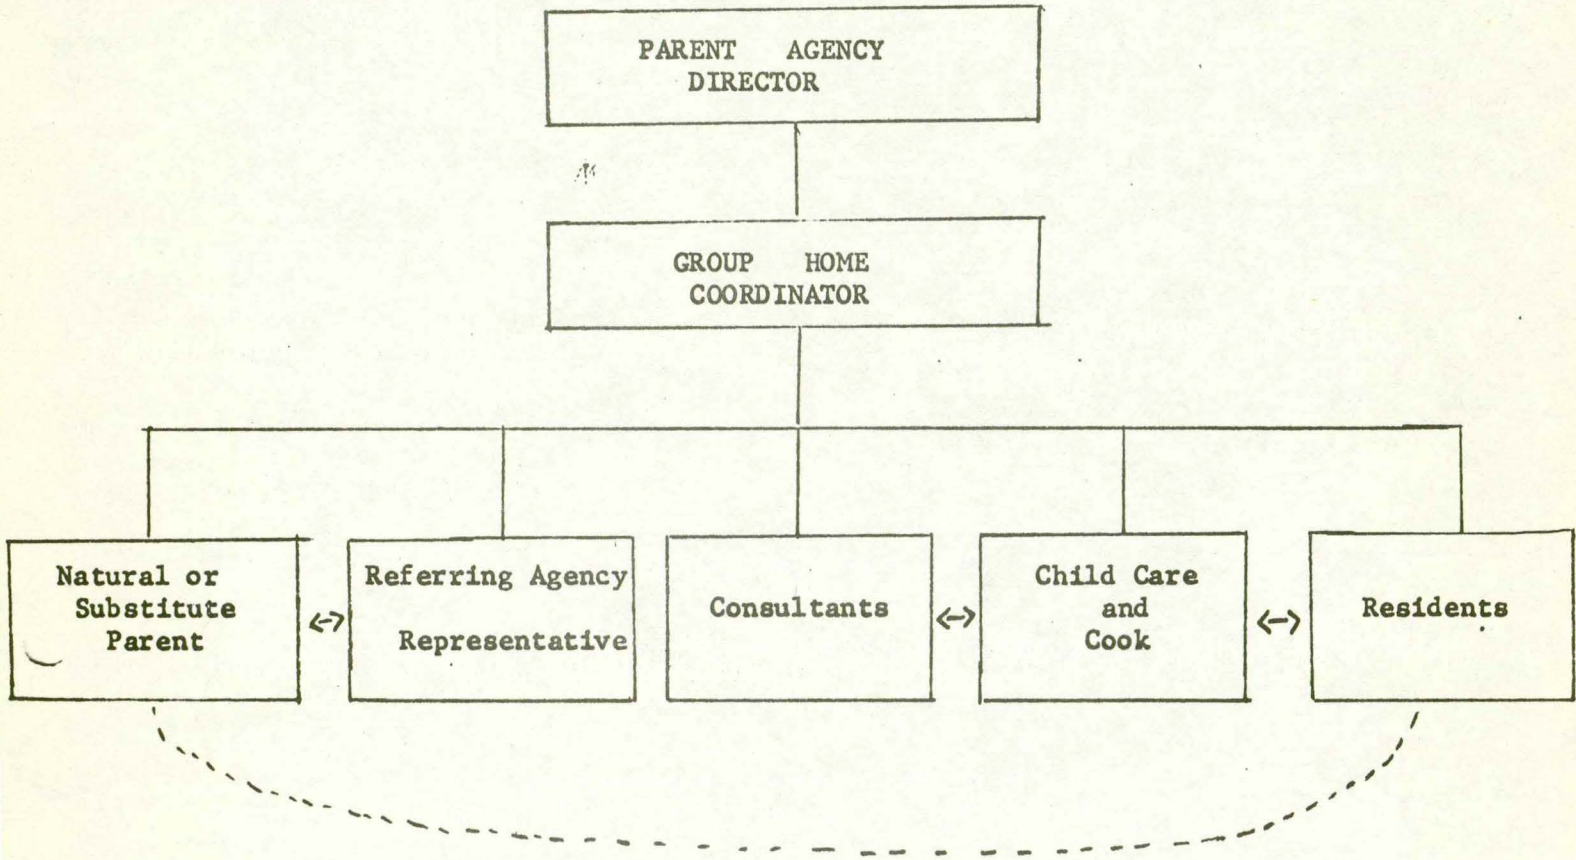 PARENT AGENCY
DIRECTOR
GROUP HOME
COORDINATOR
Natural or
Substitute
Parent
Referring Agency
Representative
Consultants
Child Care
and
Cook
Residents